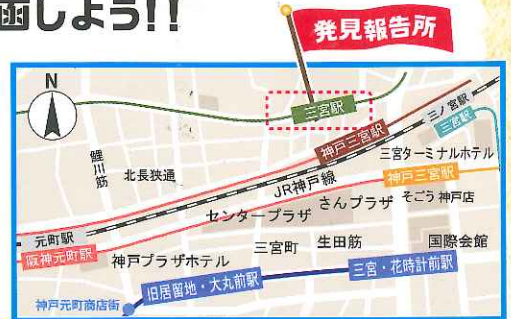 函しよう!!
発見報告所
N
三宮駅
三ノ宮駅
三宮駅
神戸三宮駅
鯉川筋
北長狭通
三宮ターミナルホテル
JR神戸線
神戸三宮駅
センタープラザ
さんプラザ
そごう 神戸店
元町駅
阪神元町駅
神戸プラザホテル
三宮町
生田筋
国際会館
旧居留地・大丸前駅
三宮・花時計前駅
神戸元町商店街